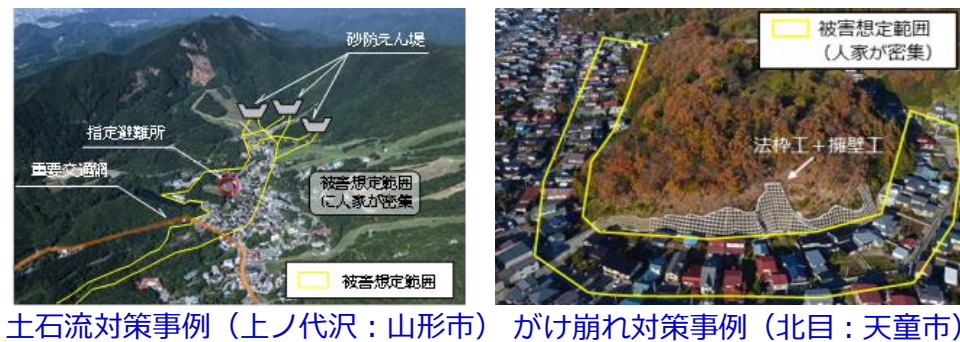 砂防えん堤
指定避難所
重要交通網
被害想定範囲
に人家が密集
被害想定範囲
土石流対策事例（上ノ代沢：山形市）
被害想定範囲
（人家が密集）
法枠工＋擁壁工
がけ崩れ対策事例（北目：天童市）